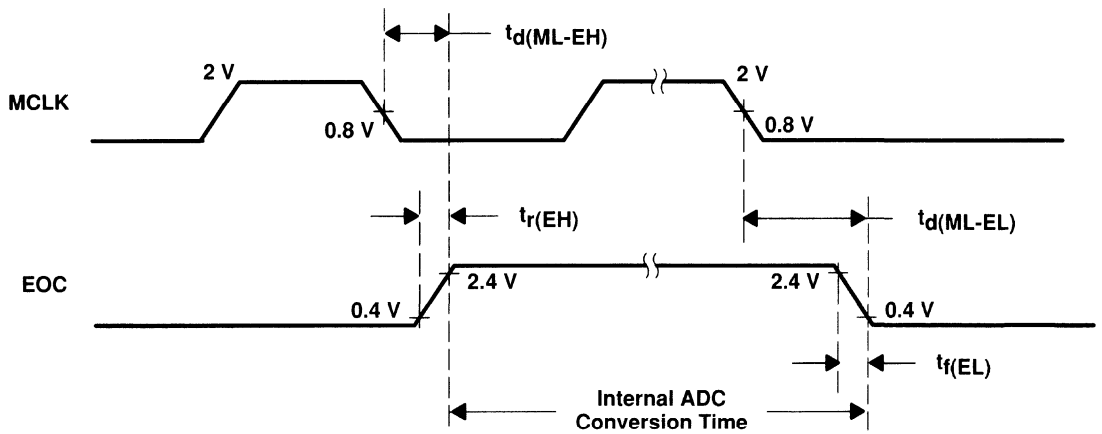 td(ML-EH)
2 V
2 V
MCLK
0.8 V
0.8 V
tr(EH)
td(ML-EL)
EOC
2.4 V
2.4 V
0.4 V
0.4 V
tf(EL)
Internal ADC
Conversion Time